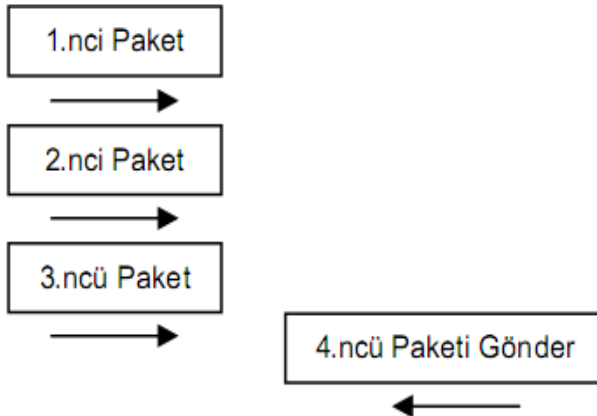 1.nci Paket
2.nci Paket
3.ncü Paket
4.ncü Paketi Gönder